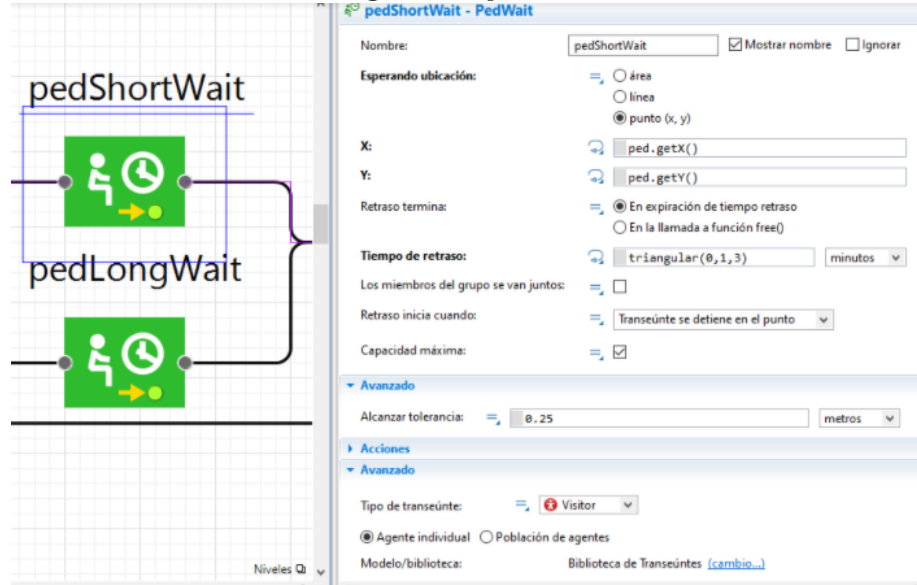 pedShortWait - PedWait
Nombre:
pedShortWait
Mostrar nombre
Ignorar
Esperando ubicación:
área
línea
punto (x, y)
X:
ped.getX()
Y:
ped.getY()
Retraso termina:
En expiración de tiempo retraso
En la llamada a función free()
Tiempo de retraso:
triangular(0,1,3)
minutos
Los miembros del grupo se van juntos:
Retraso inicia cuando:
Transeúnte se detiene en el punto
Capacidad máxima:
Avanzado
Alcanzar tolerancia:
0.25
metros
Acciones
Avanzado
Tipo de transeúnte:
Visitor
Agente individual
Población de agentes
Modelo/biblioteca:
Biblioteca de Transeúntes (cambio...)
pedShortWait
pedLongWait
Niveles